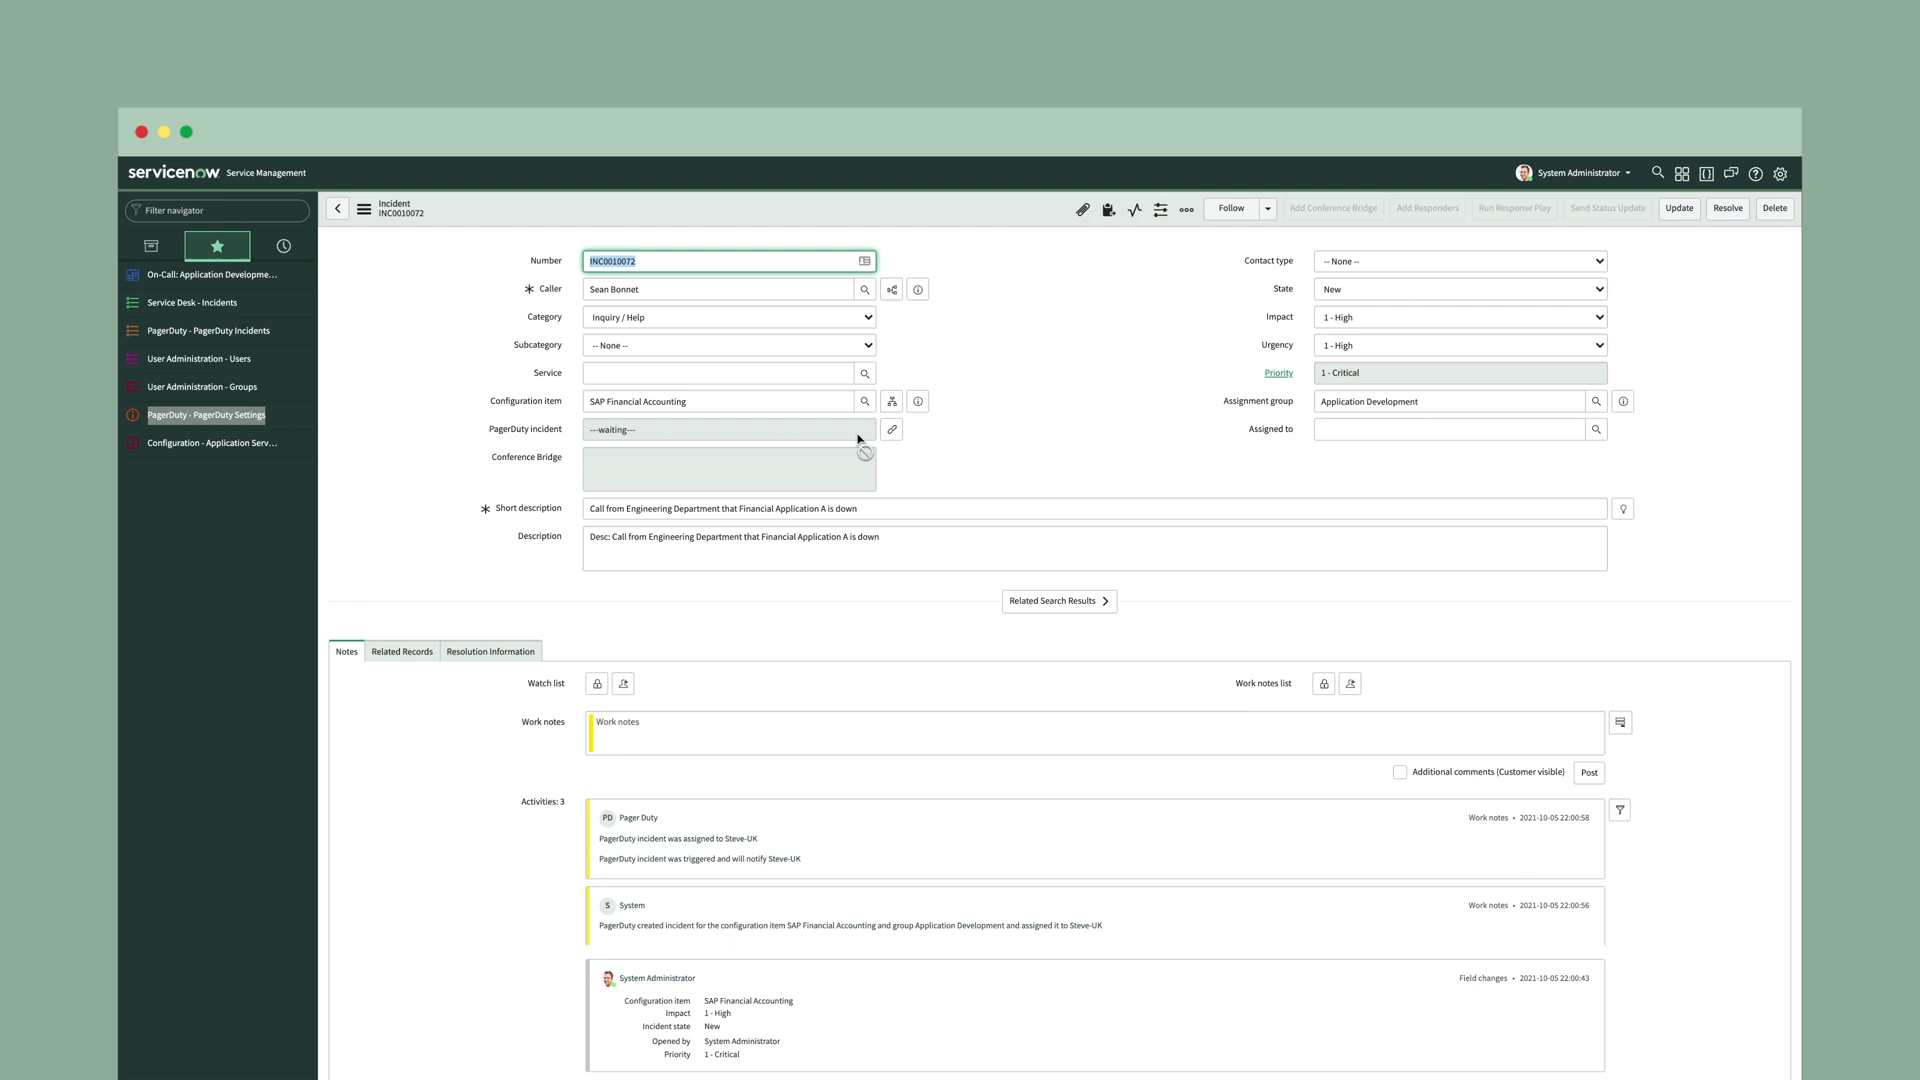 servicenow Service Management
System Administrator
Filter navigator
Incident
INC0010072
Follow
Add Conference Bridge
Add Responders
Run Response Play
Send Status Update
Update
Resolve
Delete
On-Call: Application Developme...
Service Desk - Incidents
PagerDuty - PagerDuty Incidents
User Administration - Users
User Administration - Groups
PagerDuty - PagerDuty Settings
Configuration - Application Serv...
Number INC0010072
Caller Sean Bonnet
Category Inquiry / Help
Subcategory -- None --
Service
Configuration item SAP Financial Accounting
PagerDuty incident ---waiting---
Conference Bridge
Contact type -- None --
State New
Impact 1 - High
Urgency 1 - High
Priority 1 - Critical
Assignment group Application Development
Assigned to
Short description Call from Engineering Department that Financial Application A is down
Description Desc: Call from Engineering Department that Financial Application A is down
Related Search Results
Notes Related Records Resolution Information
Watch list
Work notes list
Work notes Work notes
Additional comments (Customer visible) Post
Activities: 3
PD Pager Duty Work notes • 2021-10-05 22:00:58
PagerDuty incident was assigned to Steve-UK
PagerDuty incident was triggered and will notify Steve-UK
S System Work notes • 2021-10-05 22:00:56
PagerDuty created incident for the configuration item SAP Financial Accounting and group Application Development and assigned it to Steve-UK
System Administrator Field changes • 2021-10-05 22:00:43
Configuration item SAP Financial Accounting
Impact 1 - High
Incident state New
Opened by System Administrator
Priority 1 - Critical